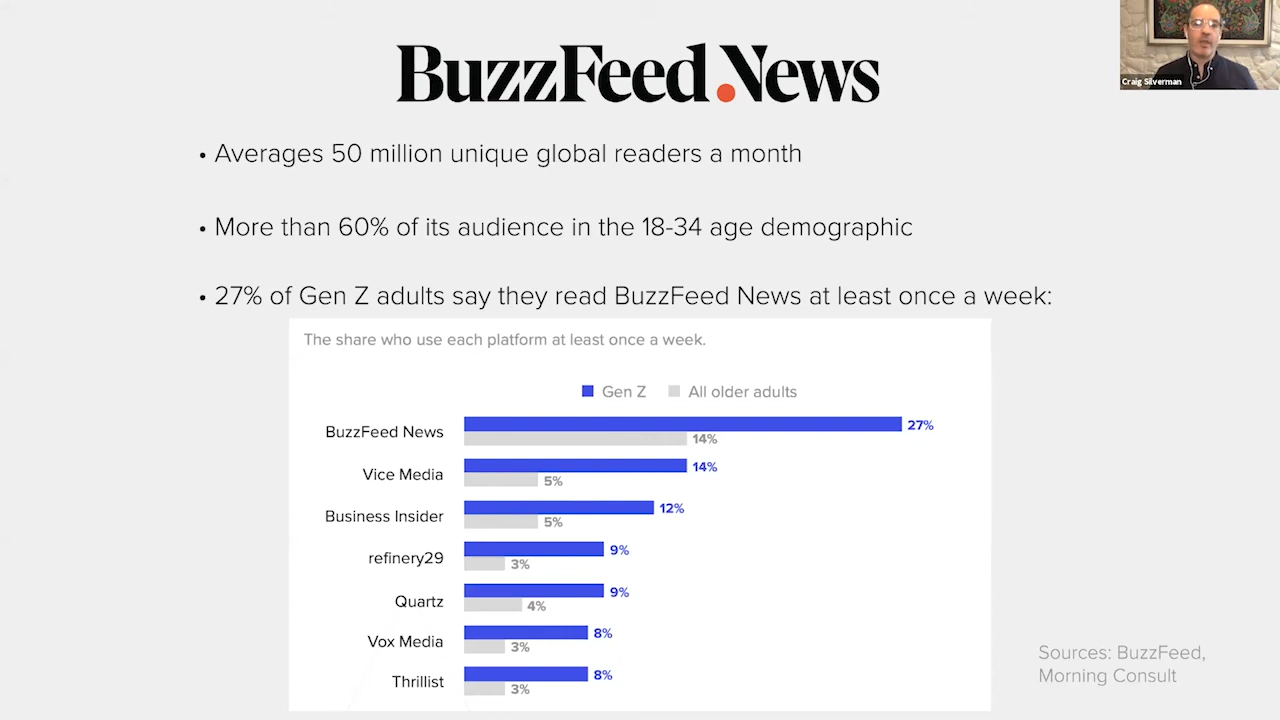 BuzzFeed News
Craig Silverman
• Averages 50 million unique global readers a month
• More than 60% of its audience in the 18-34 age demographic
• 27% of Gen Z adults say they read BuzzFeed News at least once a week:
The share who use each platform at least once a week.
Gen Z All older adults
BuzzFeed News 27%
14%
Vice Media 14%
5%
Business Insider 12%
5%
refinery29 9%
3%
Quartz 9%
4%
Vox Media 8%
3%
Thrillist 8%
3%
Sources: BuzzFeed,
Morning Consult